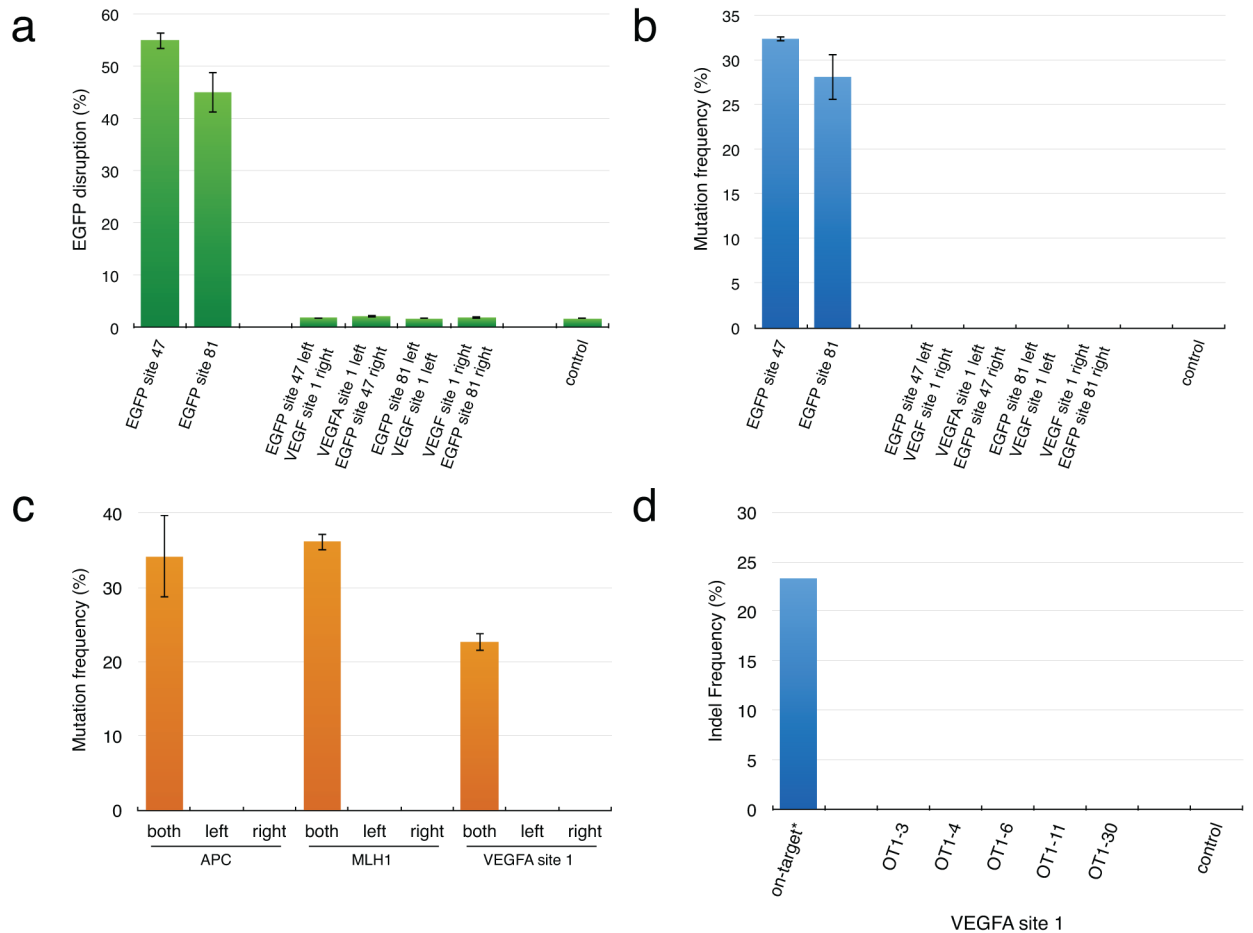 a
60
50
40
30
20
10
0
EGFP disruption (%)
EGFP site 47
EGFP site 81
EGFP site 47 left
VEGF site 1 right
VEGFA site 1 left
EGFP site 47 right
EGFP site 81 left
VEGF site 1 left
VEGF site 1 right
EGFP site 81 right
control
b
35
30
25
20
15
10
5
0
Mutation frequency (%)
EGFP site 47
EGFP site 81
EGFP site 47 left
VEGF site 1 right
VEGFA site 1 left
EGFP site 47 right
EGFP site 81 left
VEGF site 1 left
VEGF site 1 right
EGFP site 81 right
control
c
40
30
20
10
0
Mutation frequency (%)
both left right both left right both left right
APC MLH1 VEGFA site 1
d
30
25
20
15
10
5
0
Indel Frequency (%)
on-target*
OT1-3
OT1-4
OT1-6
OT1-11
OT1-30
control
VEGFA site 1